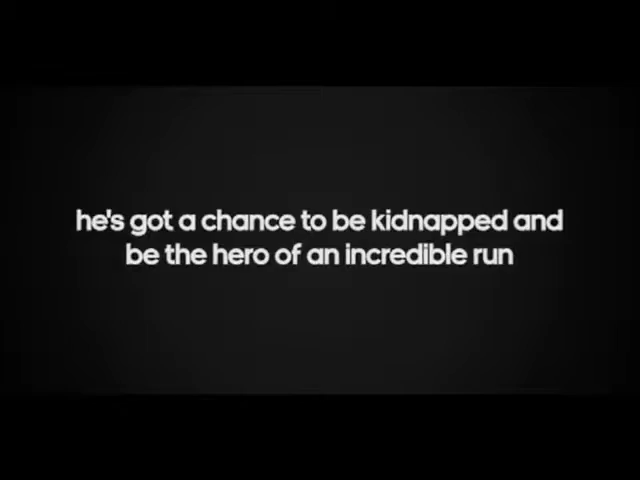 he's got a chance to be kidnapped and
be the hero of an incredible run